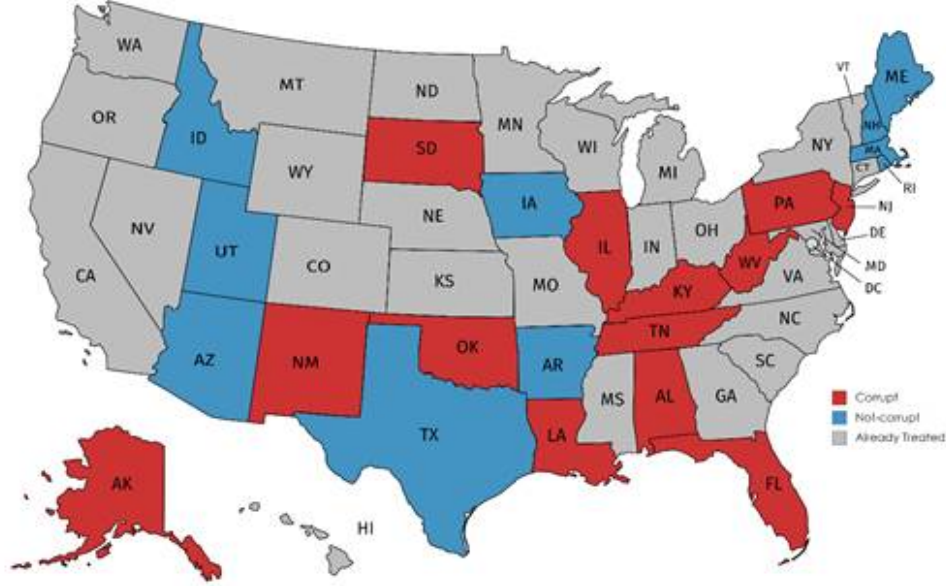 WA
MT
ND
MN
VT
ME
OR
ID
SD
WI
NY
NH
MA
WY
MI
CT
RI
IA
NE
PA
NJ
NV
OH
UT
IL
IN
DE
CO
WV
MD
CA
KS
MO
VA
DC
KY
NC
TN
OK
AZ
NM
AR
SC
MS
AL
GA
Corrupt
Not-corrupt
Already Treated
TX
LA
AK
FL
HI